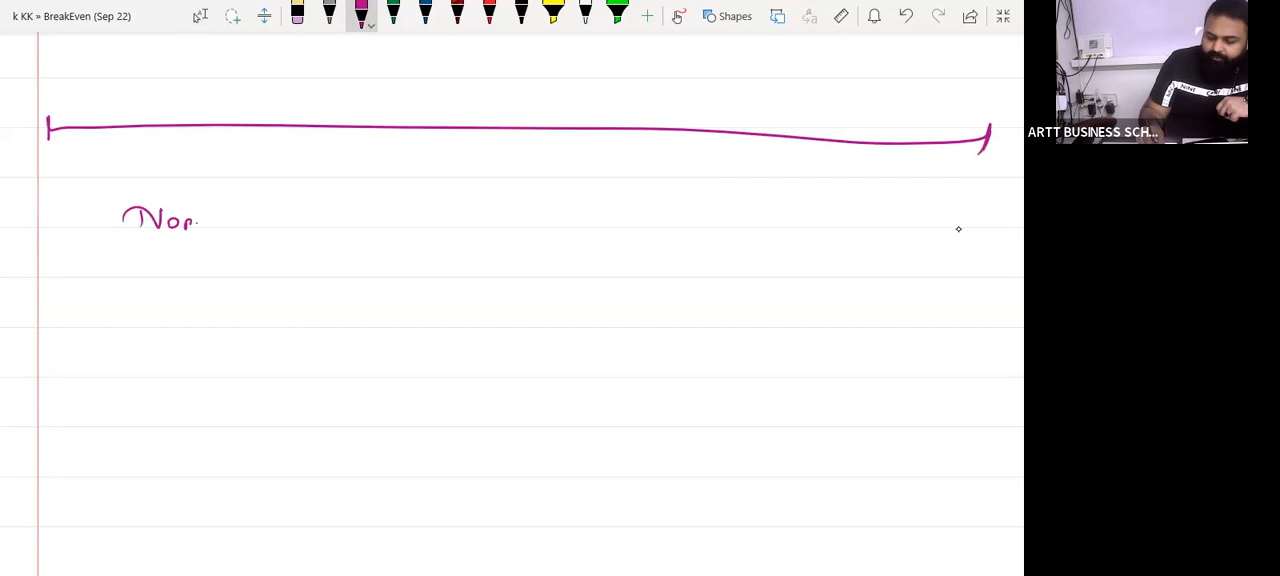 k KK » BreakEven (Sep 22)
Shapes
ARTT BUSINESS SCH...
Nor